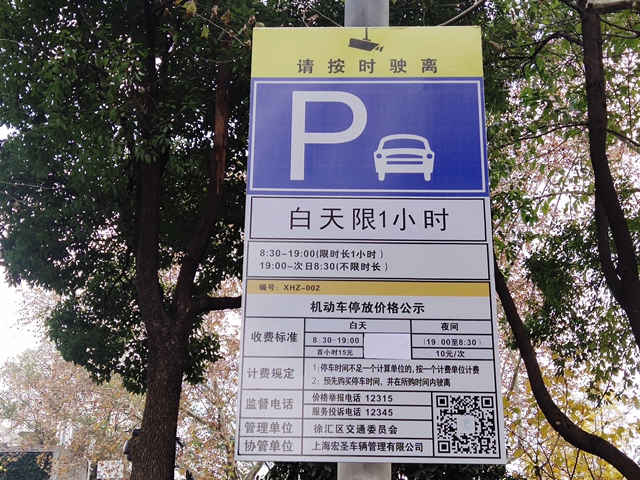 请按时驶离
P
白天限1小时
8:30-19:00(限时长1小时)
19:00-次日8:30(不限时长)
编号: XHZ-002
机动车停放价格公示
收费标准 白天 夜间
8:30-19:00 (19:00至8:30)
首小时15元 10元/次
计费规定 1:停车时间不足一个计算单位的,按一个计费单位计费
2:预先购买停车时间,并在所购时间内驶离
监督电话 价格举报电话 12315
服务投诉电话 12345
管理单位 徐汇区交通委员会
协管单位 上海宏圣车辆管理有限公司